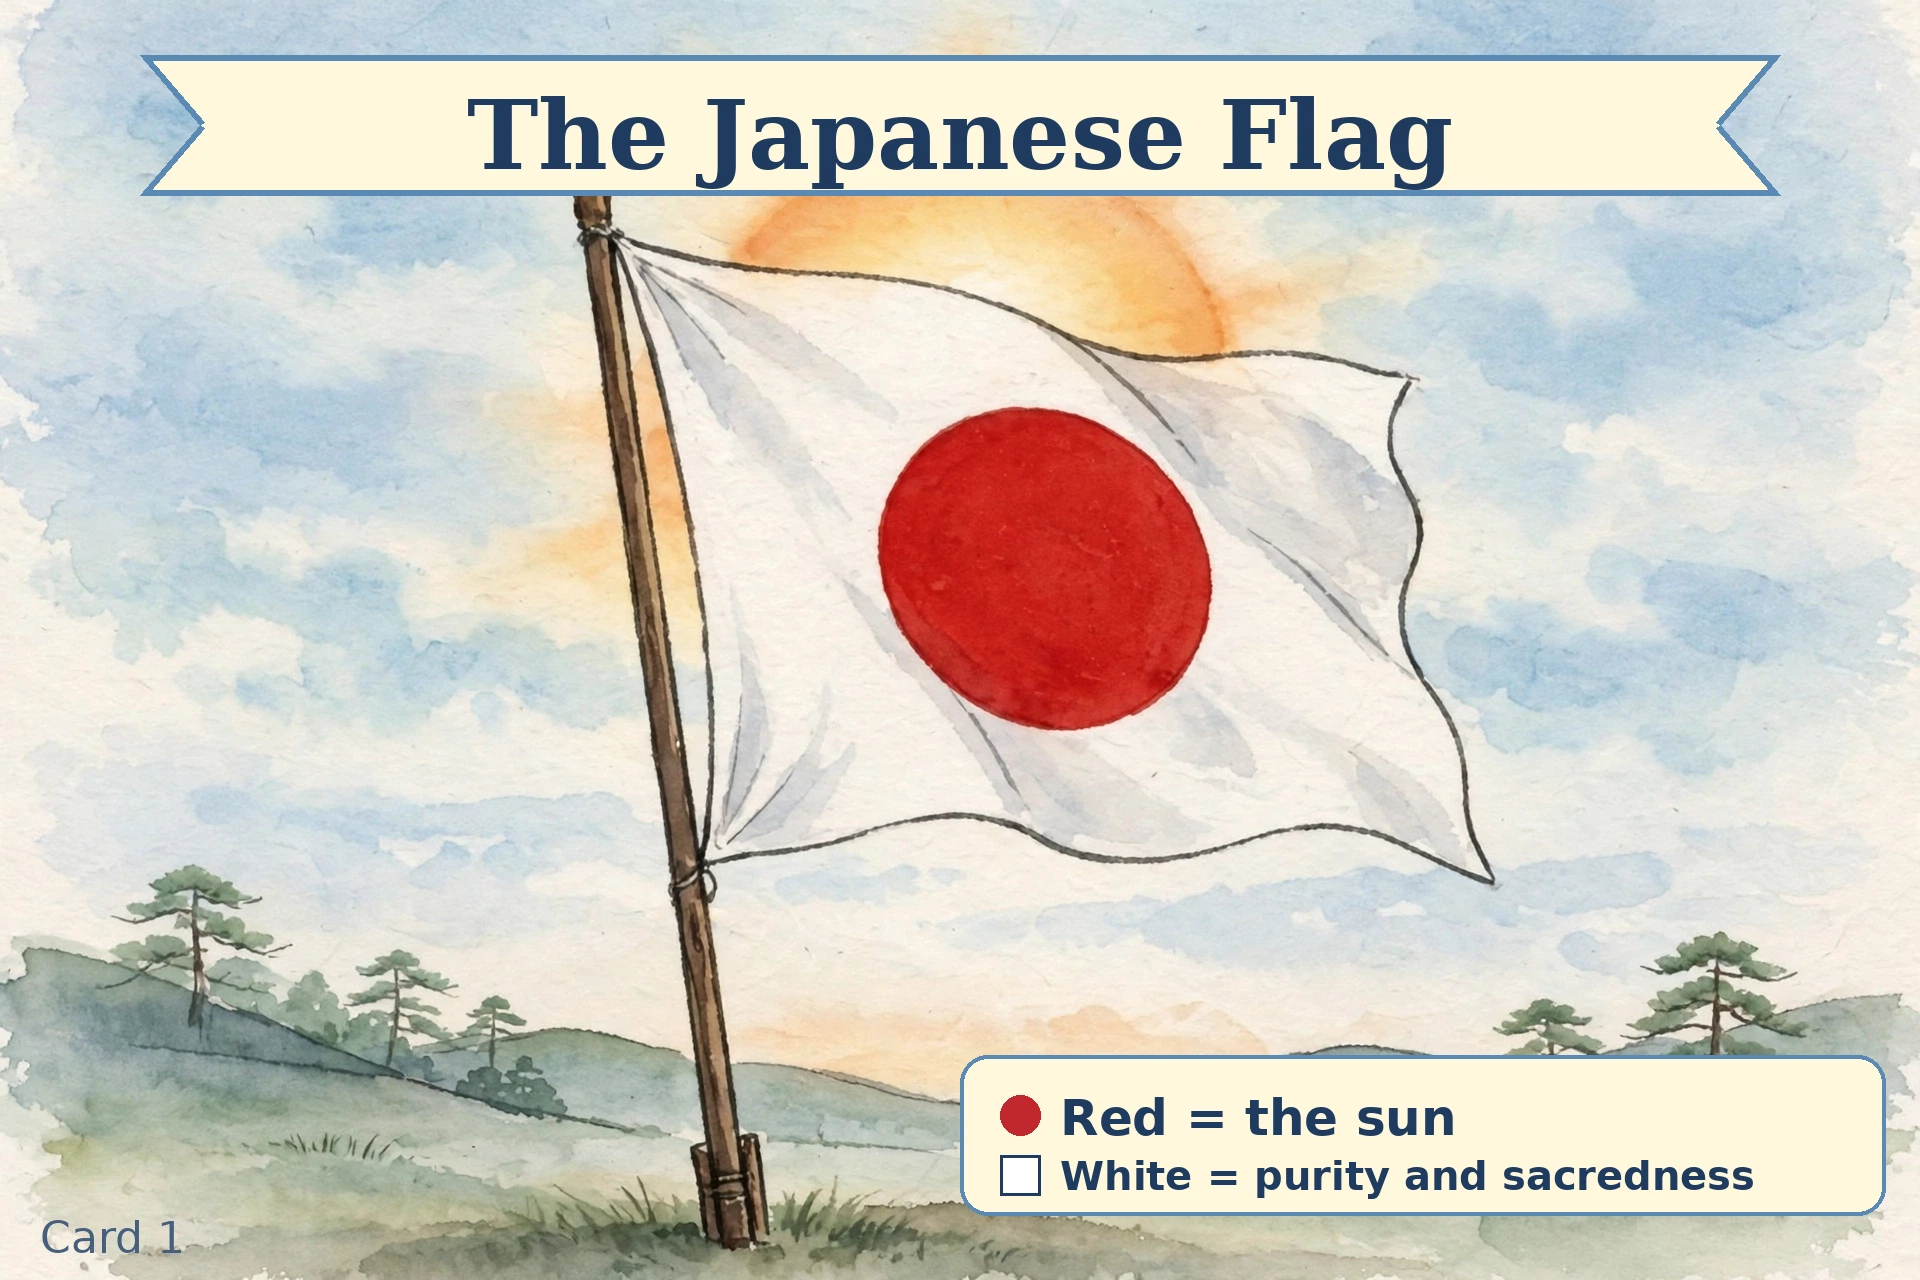 The Japanese Flag
Red = the sun
White = purity and sacredness
Card 1